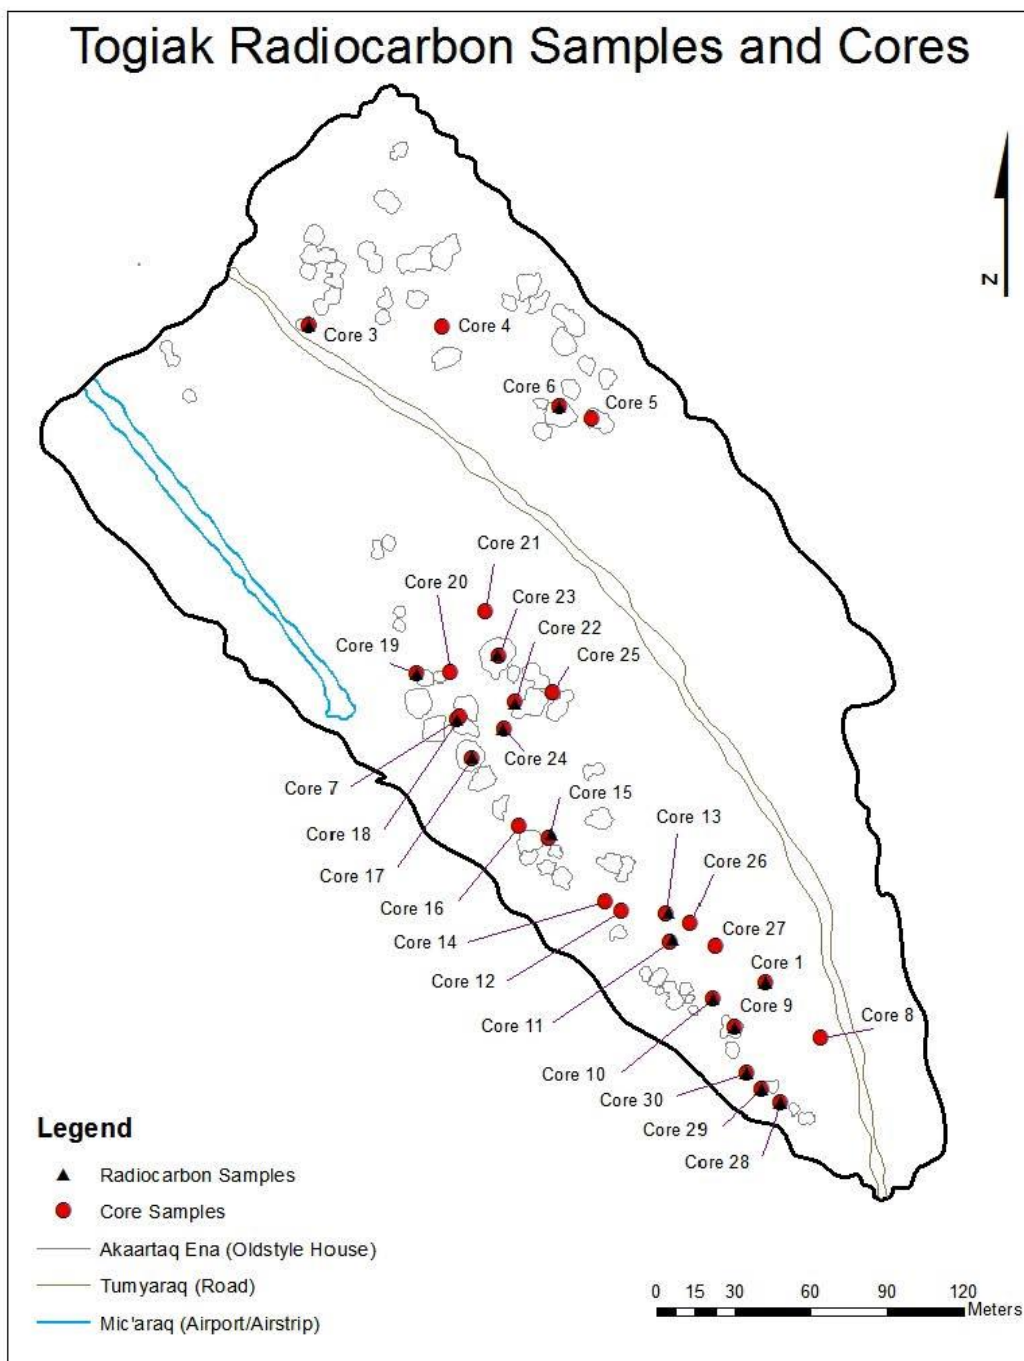 Togiak Radiocarbon Samples and Cores
N
Core 3
Core 4
Core 6
Core 5
Core 21
Core 20
Core 23
Core 22
Core 19
Core 25
Core 24
Core 7
Core 15
Core 13
Core 18
Core 26
Core 17
Core 16
Core 27
Core 14
Core 1
Core 12
Core 9
Core 8
Core 11
Core 10
Core 30
Core 29
Core 28
Legend
Radiocarbon Samples
Core Samples
Akaartaq Ena (Oldstyle House)
Tumyaraq (Road)
Mic'araq (Airport/Airstrip)
0 15 30 60 90 120
Meters